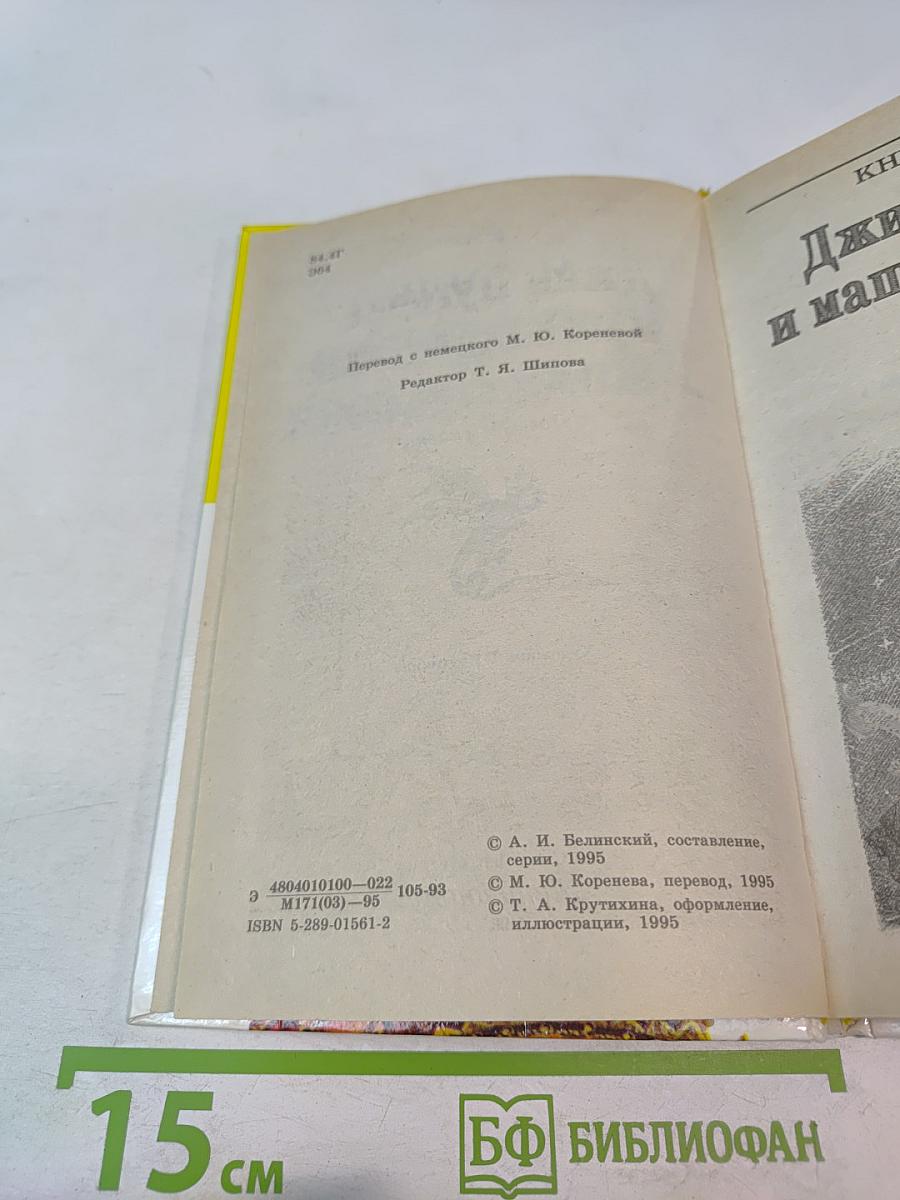 84.4Г
Э64
Перевод с немецкого М. Ю. Кореневой
Редактор Т. Я. Шипова
Э 4804010100—022 105-93
М171(03)—95
ISBN 5-289-01561-2
© А. И. Белинский, составление,
серии, 1995
© М. Ю. Коренева, перевод, 1995
© Т. А. Крутихина, оформление,
иллюстрации, 1995
КН
Джи
и маш
15 см
БФ БИБЛИОФАН